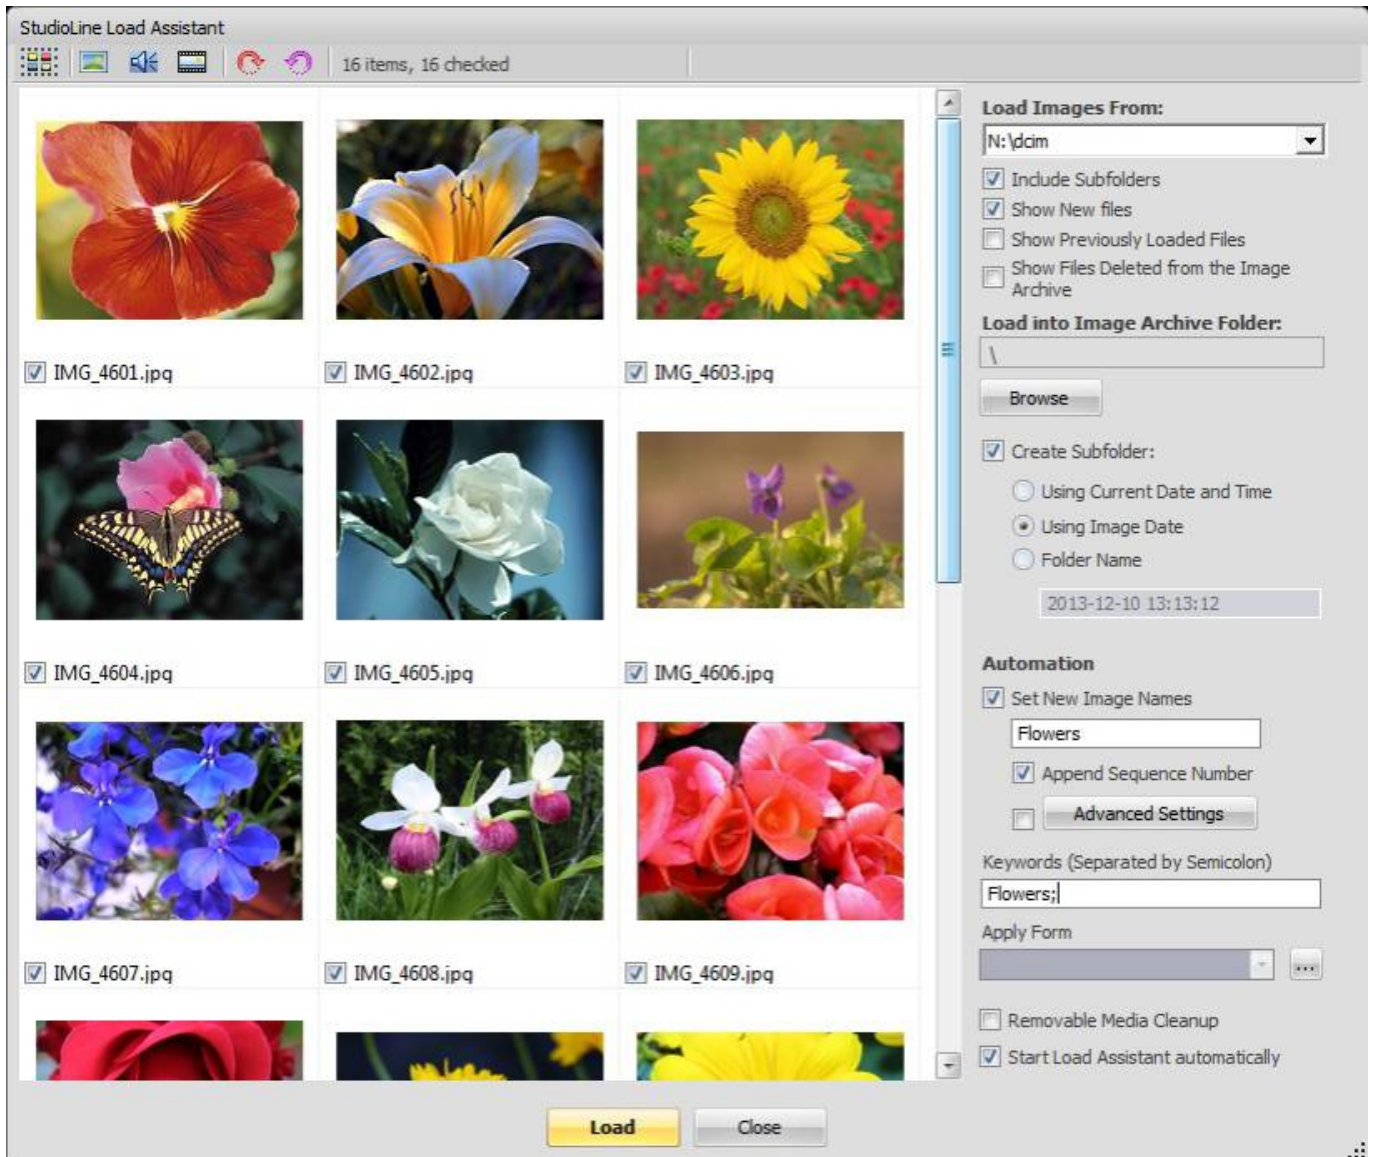 StudioLine Load Assistant
16 items, 16 checked
IMG_4601.jpg
IMG_4602.jpg
IMG_4603.jpg
IMG_4604.jpg
IMG_4605.jpg
IMG_4606.jpg
IMG_4607.jpg
IMG_4608.jpg
IMG_4609.jpg
Load Images From:
N:\dcim
Include Subfolders
Show New files
Show Previously Loaded Files
Show Files Deleted from the Image
Archive
Load into Image Archive Folder:
\
Browse
Create Subfolder:
Using Current Date and Time
Using Image Date
Folder Name
2013-12-10 13:13:12
Automation
Set New Image Names
Flowers
Append Sequence Number
Advanced Settings
Keywords (Separated by Semicolon)
Flowers;
Apply Form
...
Removable Media Cleanup
Start Load Assistant automatically
Load
Close